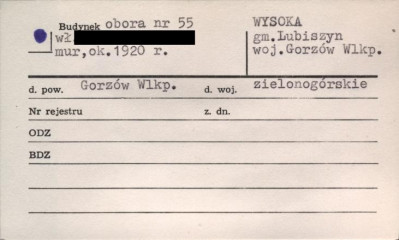 Budynek obora nr 55 WYSOKA
wł gm.Lubiszyn
mur,ok.1920 r. woj.Gorzów Wlkp.
d. pow. Gorzów Wlkp. d. woj. zielonogórskie
Nr rejestru z. dn.
ODZ
BDZ